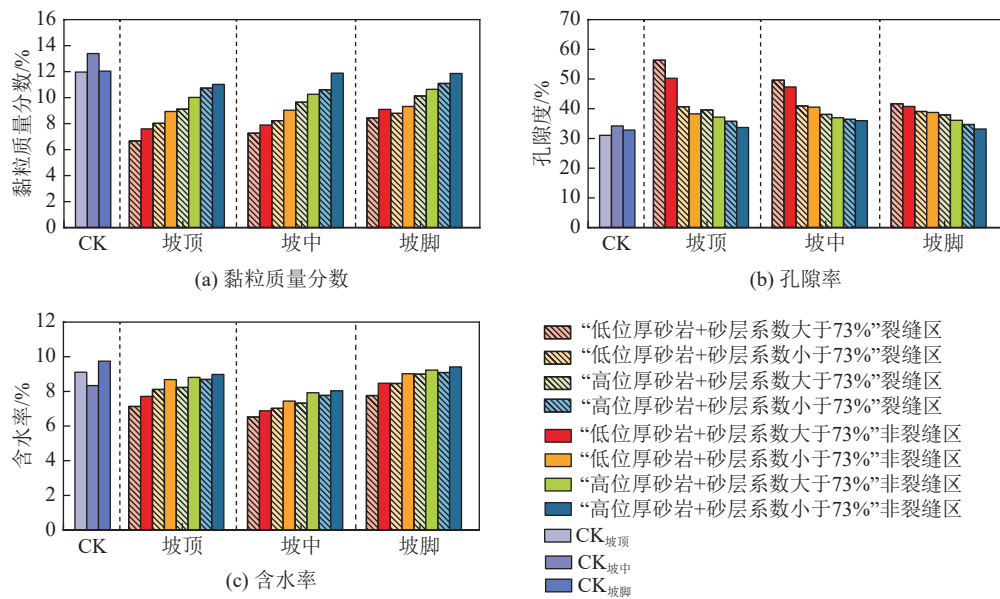 黏粒质量分数/%
16
14
12
10
8
6
4
2
0
CK
坡顶
坡中
坡脚
(a) 黏粒质量分数
孔隙度/%
70
60
50
40
30
20
10
0
CK
坡顶
坡中
坡脚
(b) 孔隙率
含水率/%
12
10
8
6
4
2
0
CK
坡顶
坡中
坡脚
(c) 含水率
“低位厚砂岩+砂层系数大于73%”裂缝区
“低位厚砂岩+砂层系数小于73%”裂缝区
“高位厚砂岩+砂层系数大于73%”裂缝区
“高位厚砂岩+砂层系数小于73%”裂缝区
“低位厚砂岩+砂层系数大于73%”非裂缝区
“低位厚砂岩+砂层系数小于73%”非裂缝区
“高位厚砂岩+砂层系数大于73%”非裂缝区
“高位厚砂岩+砂层系数小于73%”非裂缝区
CK坡顶
CK坡中
CK坡脚